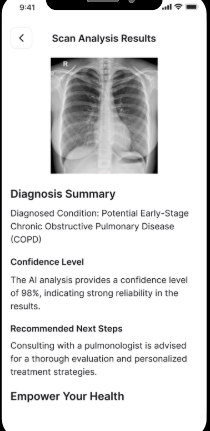 9:41
Scan Analysis Results
R
Diagnosis Summary
Diagnosed Condition: Potential Early-Stage
Chronic Obstructive Pulmonary Disease
(COPD)
Confidence Level
The AI analysis provides a confidence level
of 98%, indicating strong reliability in the
results.
Recommended Next Steps
Consulting with a pulmonologist is advised
for a thorough evaluation and personalized
treatment strategies.
Empower Your Health